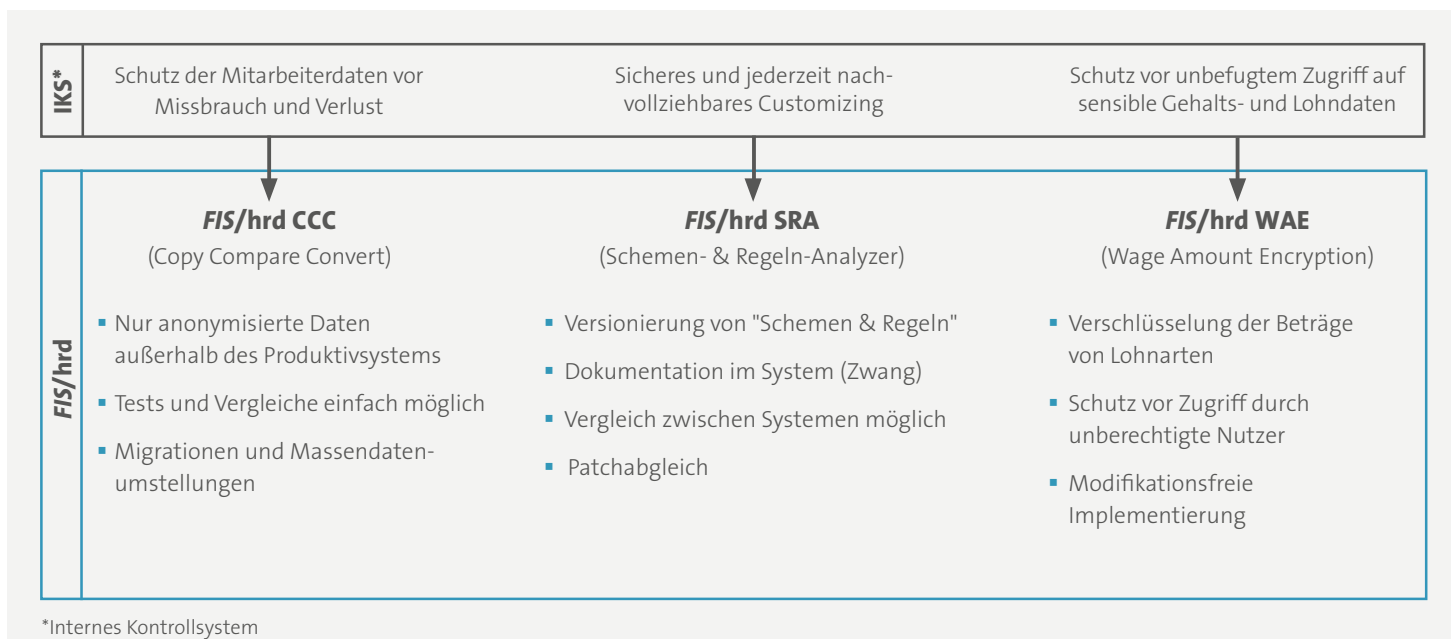 IKS*
Schutz der Mitarbeiterdaten vor
Missbrauch und Verlust
Sicheres und jederzeit nach-
vollziehbares Customizing
Schutz vor unbefugtem Zugriff auf
sensible Gehalts- und Lohndaten
FIS/hrd
FIS/hrd CCC
(Copy Compare Convert)
▪ Nur anonymisierte Daten
außerhalb des Produktivsystems
▪ Tests und Vergleiche einfach möglich
▪ Migrationen und Massendaten-
umstellungen
FIS/hrd SRA
(Schemen- & Regeln-Analyzer)
▪ Versionierung von "Schemen & Regeln"
▪ Dokumentation im System (Zwang)
▪ Vergleich zwischen Systemen möglich
▪ Patchabgleich
FIS/hrd WAE
(Wage Amount Encryption)
▪ Verschlüsselung der Beträge
von Lohnarten
▪ Schutz vor Zugriff durch
unberechtigte Nutzer
▪ Modifikationsfreie
Implementierung
*Internes Kontrollsystem